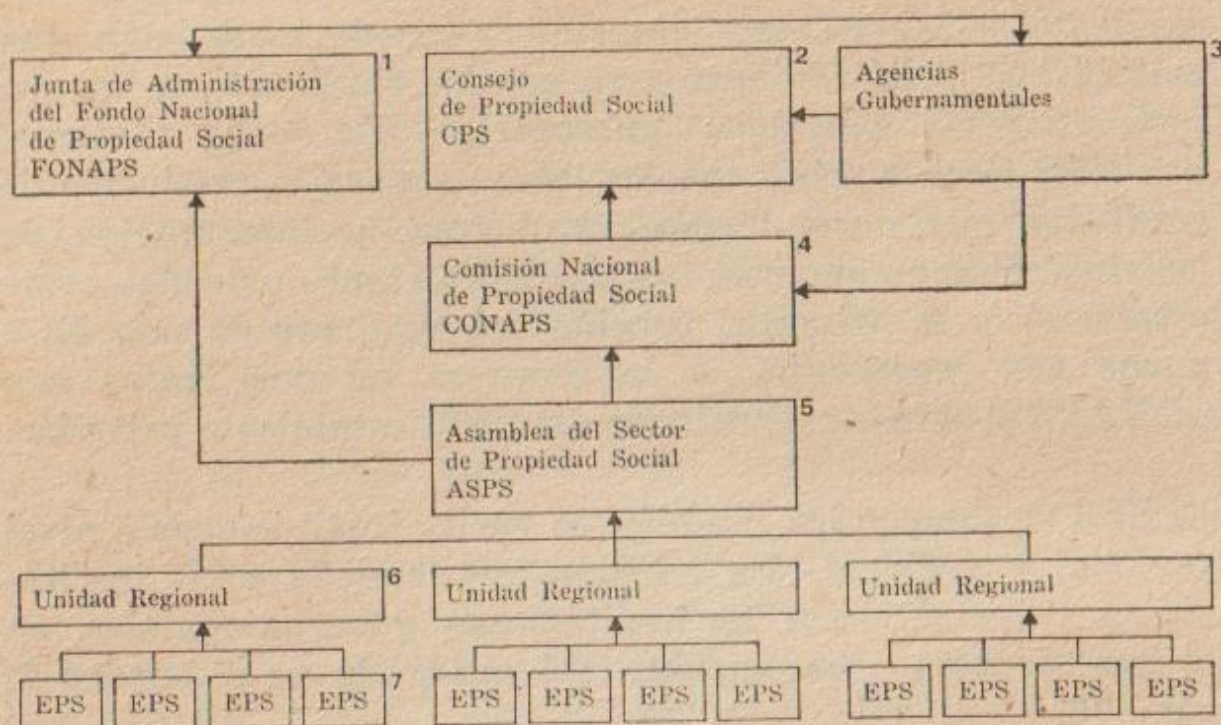 1
Junta de Administración
del Fondo Nacional
de Propiedad Social
FONAPS
2
Consejo
de Propiedad Social
CPS
3
Agencias
Gubernamentales
4
Comisión Nacional
de Propiedad Social
CONAPS
5
Asamblea del Sector
de Propiedad Social
ASPS
6
Unidad Regional
Unidad Regional
Unidad Regional
EPS EPS EPS EPS 7
EPS EPS EPS EPS
EPS EPS EPS EPS